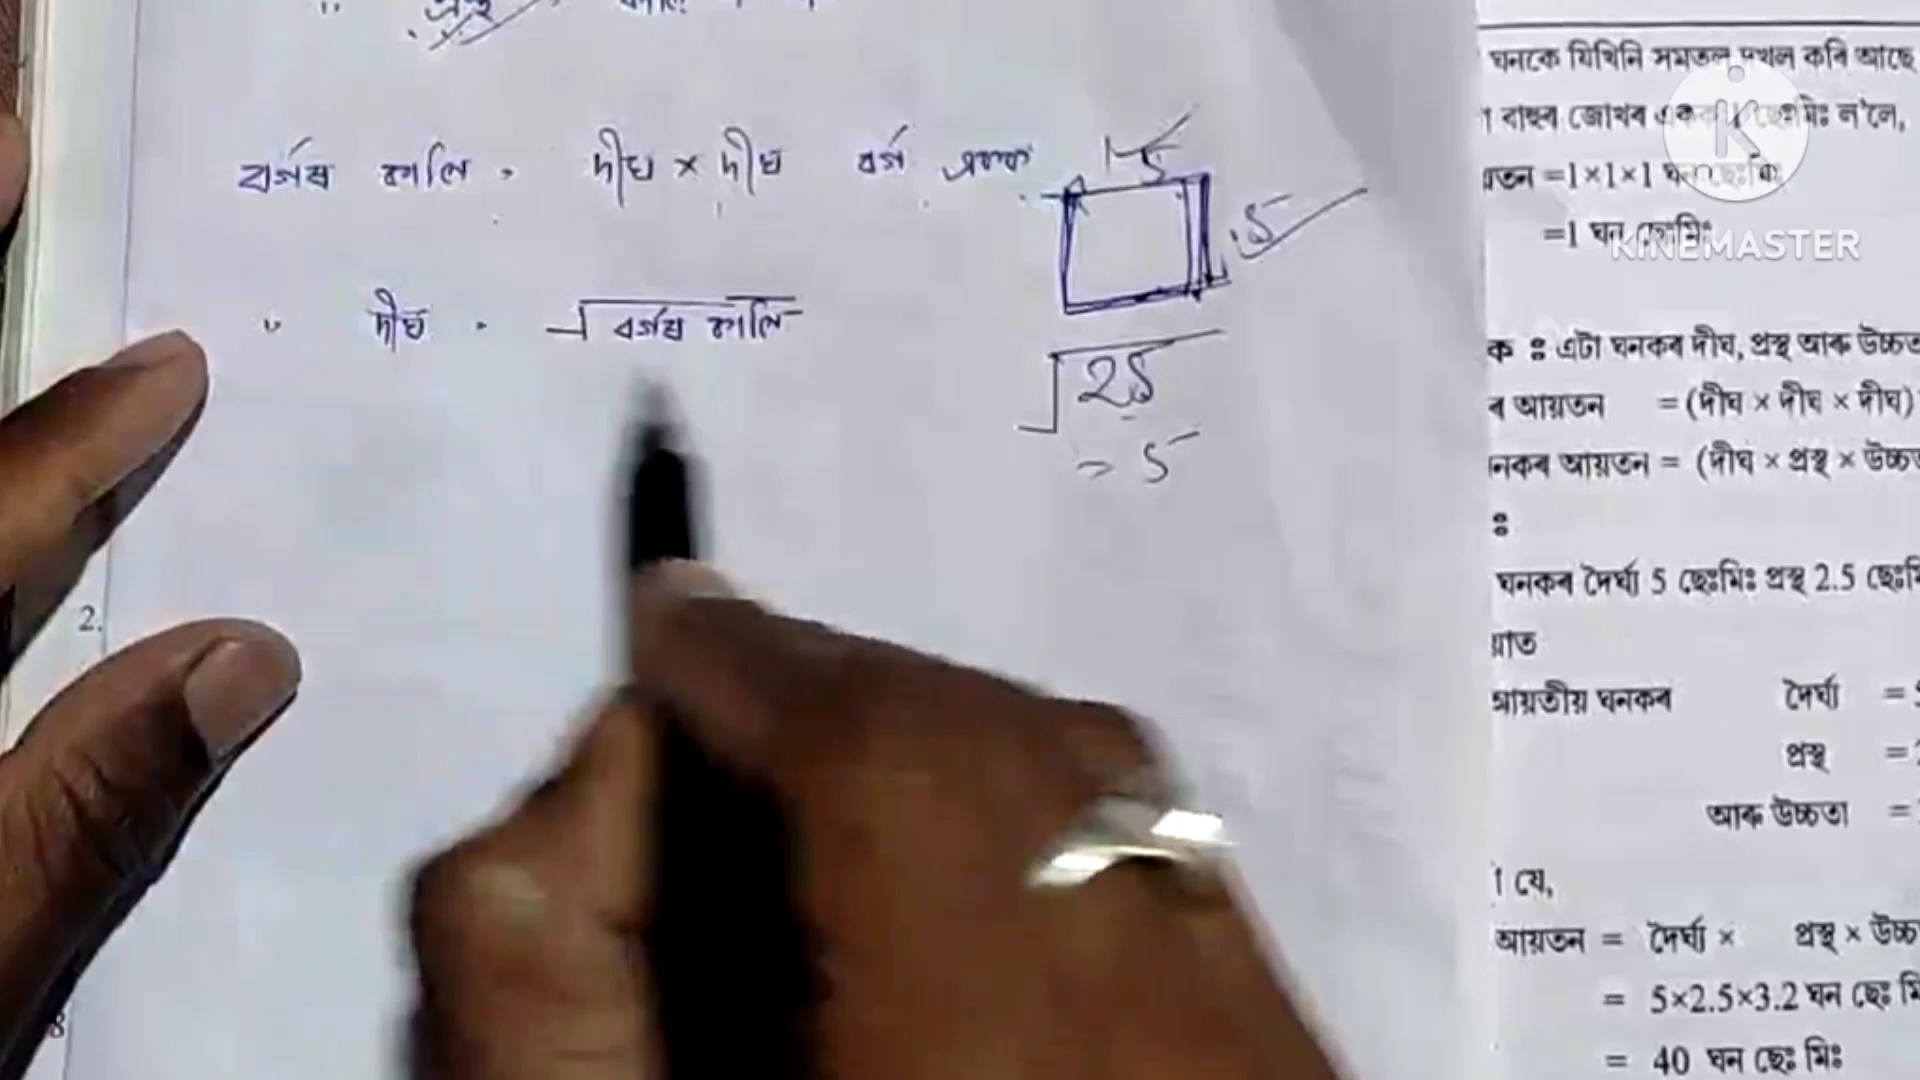 বৰ্গৰ কালি = দীঘ × দীঘ বৰ্গ একক
5
5
" দীঘ = √বৰ্গৰ কালি
√25
= 5
2.
ঘনকে যিখিনি সমতল দখল কৰি আছে
বাহুৰ জোখৰ একক ছেঃমিঃ ল'লে,
=1×1×1 ঘন ছেঃমিঃ
=1 ঘন ছেঃমিঃ
KINEMASTER
ক ঃ এটা ঘনকৰ দীঘ, প্ৰস্থ আৰু উচ্চতা
ৰ আয়তন = (দীঘ × দীঘ × দীঘ)
নকৰ আয়তন = (দীঘ × প্ৰস্থ × উচ্চত
ঃ
ঘনকৰ দৈৰ্ঘ্য 5 ছেঃমিঃ প্ৰস্থ 2.5 ছেঃমি
য়াত
আয়তীয় ঘনকৰ দৈৰ্ঘ্য =
প্ৰস্থ =
আৰু উচ্চতা =
যে,
আয়তন = দৈৰ্ঘ্য × প্ৰস্থ × উচ্চ
= 5×2.5×3.2 ঘন ছেঃ মি
= 40 ঘন ছেঃ মিঃ